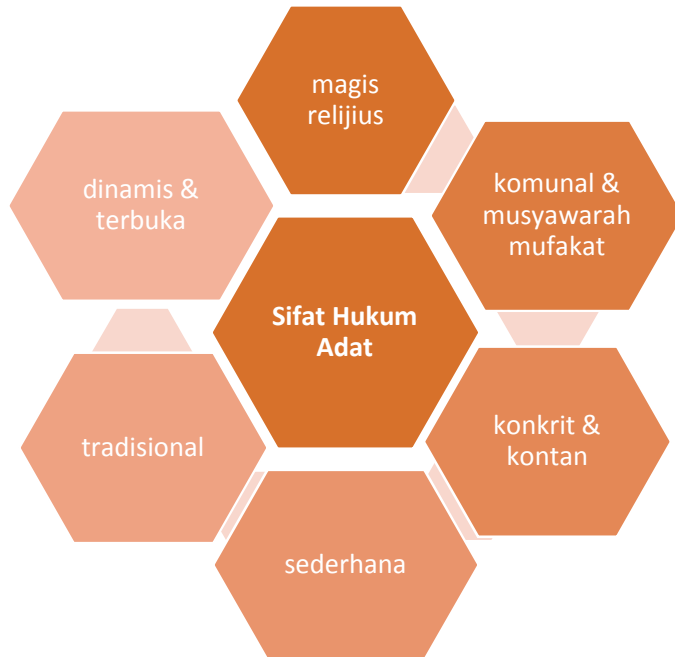 magis
relijius
komunal &
musyawarah
mufakat
konkrit &
kontan
sederhana
tradisional
dinamis &
terbuka
Sifat Hukum
Adat